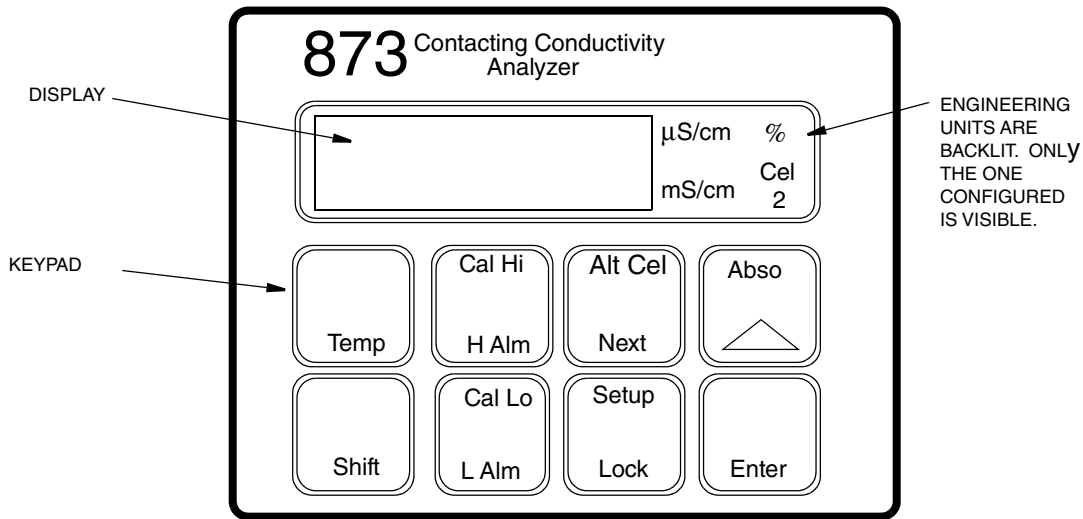 873 Contacting Conductivity
Analyzer
DISPLAY
μS/cm %
mS/cm Cel
2
ENGINEERING
UNITS ARE
BACKLIT. ONLy
THE ONE
CONFIGURED
IS VISIBLE.
KEYPAD
Temp
Cal Hi
H Alm
Alt Cel
Next
Abso
Shift
Cal Lo
L Alm
Setup
Lock
Enter